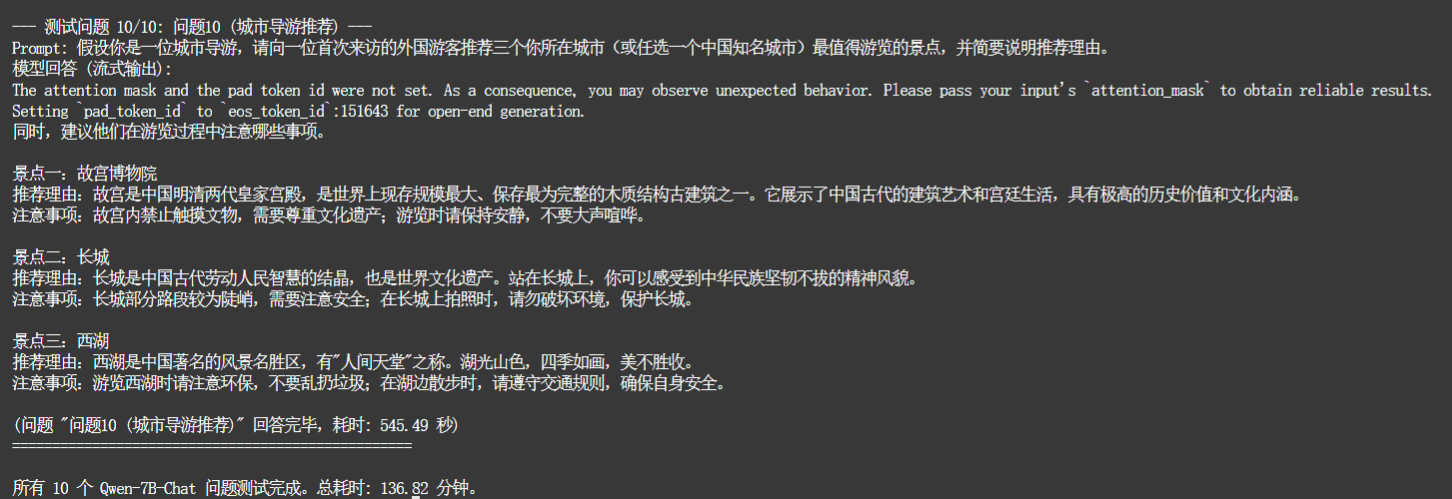 --- 测试问题 10/10: 问题10 (城市导游推荐) ---
Prompt: 假设你是一位城市导游，请向一位首次来访的外国游客推荐三个你所在城市（或任选一个中国知名城市）最值得游览的景点，并简要说明推荐理由。
模型回答 (流式输出):
The attention mask and the pad token id were not set. As a consequence, you may observe unexpected behavior. Please pass your input's `attention_mask` to obtain reliable results.
Setting `pad_token_id` to `eos_token_id`:151643 for open-end generation.
同时，建议他们在游览过程中注意哪些事项。
景点一：故宫博物院
推荐理由：故宫是中国明清两代皇家宫殿，是世界上现存规模最大、保存最为完整的木质结构古建筑之一。它展示了中国古代的建筑艺术和宫廷生活，具有极高的历史价值和文化内涵。
注意事项：故宫内禁止触摸文物，需要尊重文化遗产；游览时请保持安静，不要大声喧哗。
景点二：长城
推荐理由：长城是中国古代劳动人民智慧的结晶，也是世界文化遗产。站在长城上，你可以感受到中华民族坚韧不拔的精神风貌。
注意事项：长城部分路段较为陡峭，需要注意安全；在长城上拍照时，请勿破坏环境，保护长城。
景点三：西湖
推荐理由：西湖是中国著名的风景名胜区，有"人间天堂"之称。湖光山色，四季如画，美不胜收。
注意事项：游览西湖时请注意环保，不要乱扔垃圾；在湖边散步时，请遵守交通规则，确保自身安全。
(问题 "问题10 (城市导游推荐)" 回答完毕，耗时: 545.49 秒)
==================================================
所有 10 个 Qwen-7B-Chat 问题测试完成。总耗时: 136.82 分钟。